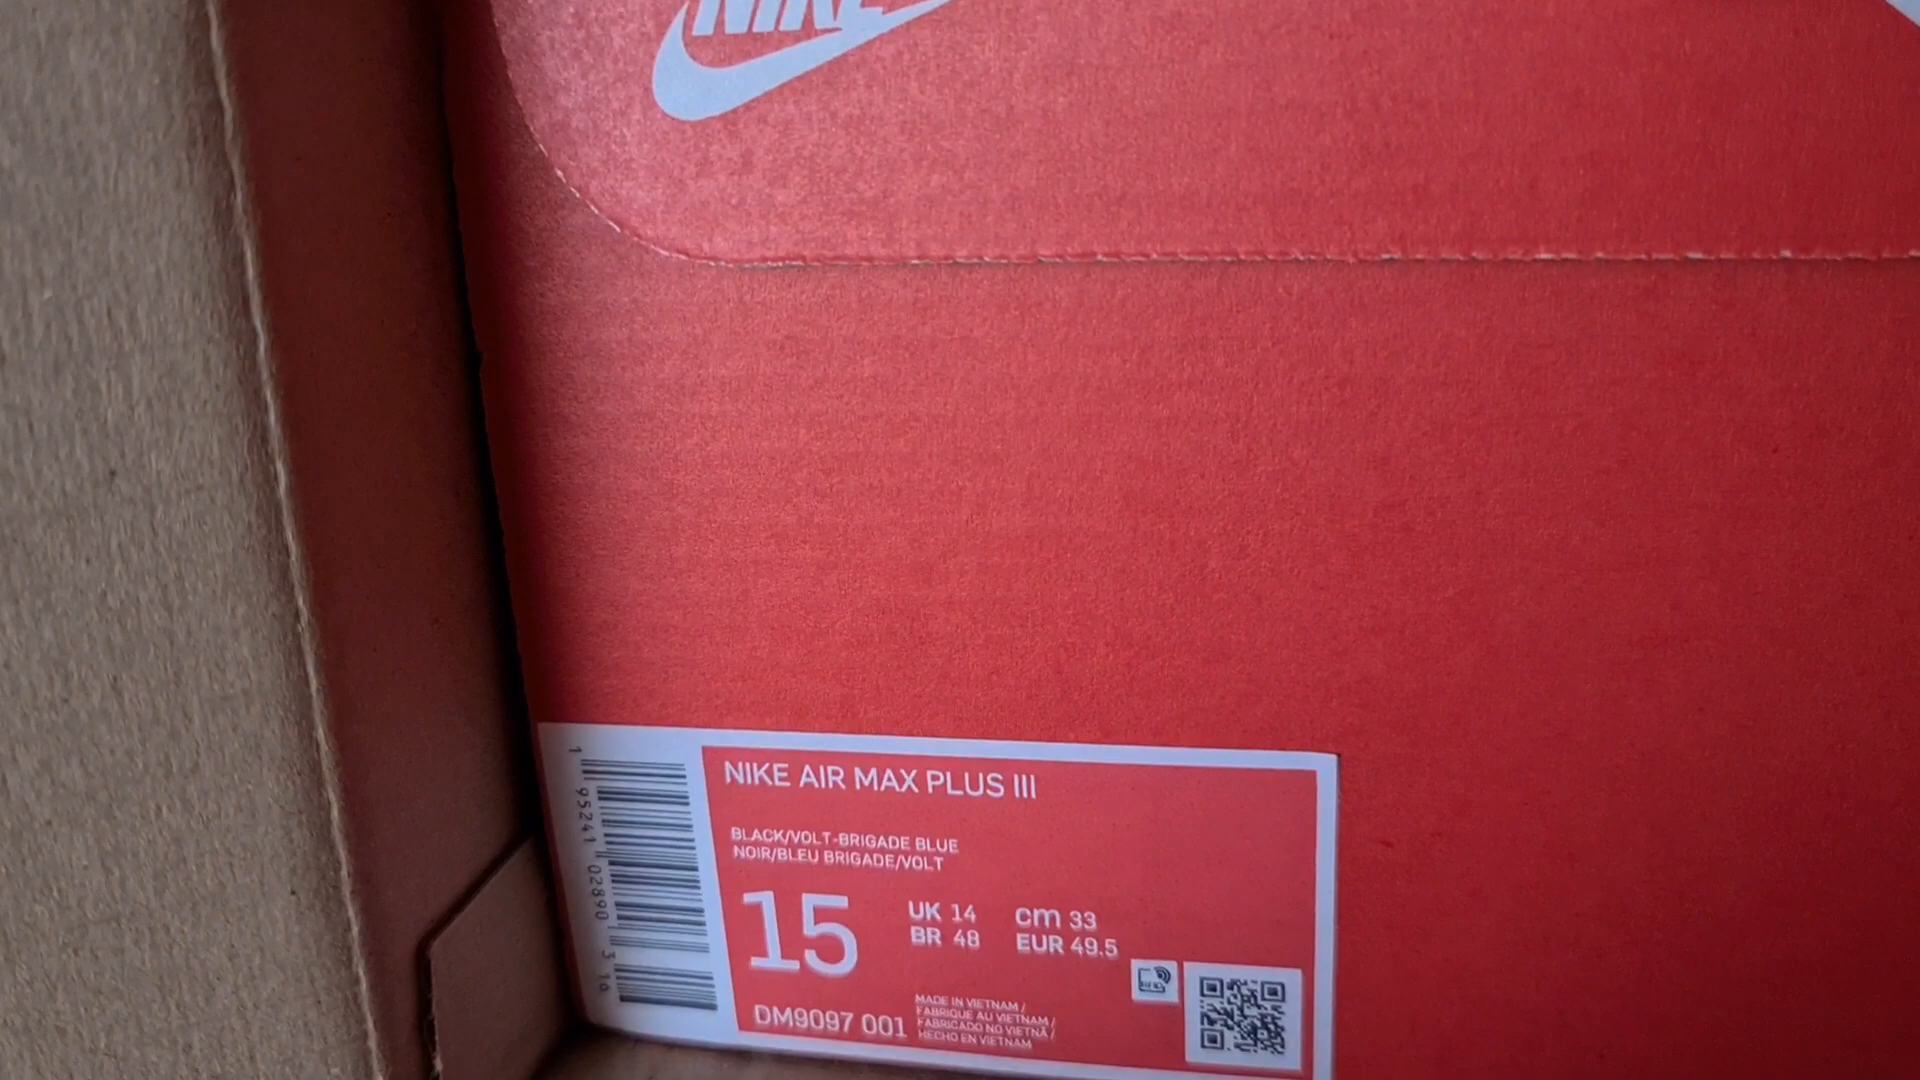 NIKE
NIKE AIR MAX PLUS III
BLACK/VOLT-BRIGADE BLUE
NOIR/BLEU BRIGADE/VOLT
15
UK 14
BR 48
cm 33
EUR 49.5
DM9097 001
MADE IN VIETNAM /
FABRIQUE AU VIETNAM /
FABRICADO NO VIETNÃ /
HECHO EN VIETNAM
1 95241 02890 3 16